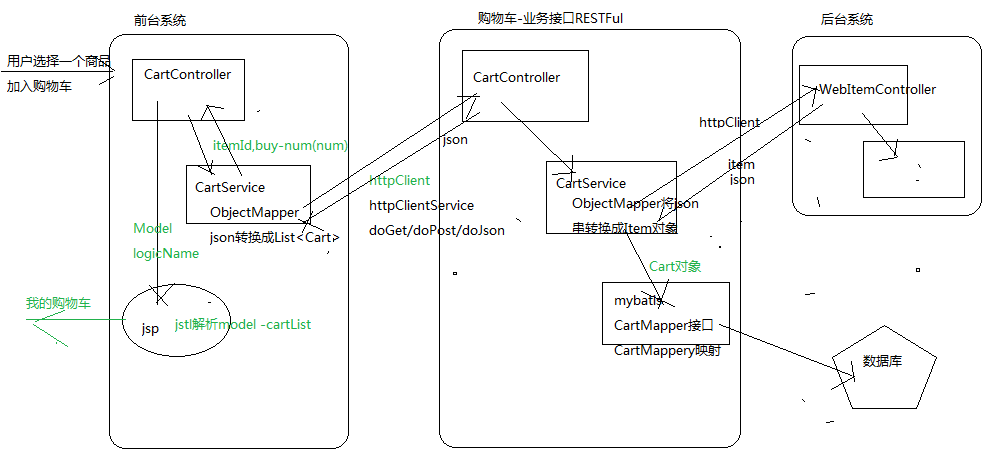 前台系统
购物车-业务接口RESTFul
后台系统
用户选择一个商品
加入购物车
CartController
itemId,buy-num(num)
CartService
ObjectMapper
json转换成List<Cart>
Model
logicName
我的购物车
jsp
jstl解析model -cartList
json
httpClient
httpClientService
doGet/doPost/doJson
CartController
CartService
ObjectMapper将json
串转换成Item对象
Cart对象
mybatis
CartMapper接口
CartMappery映射
httpClient
item
json
WebItemController
数据库